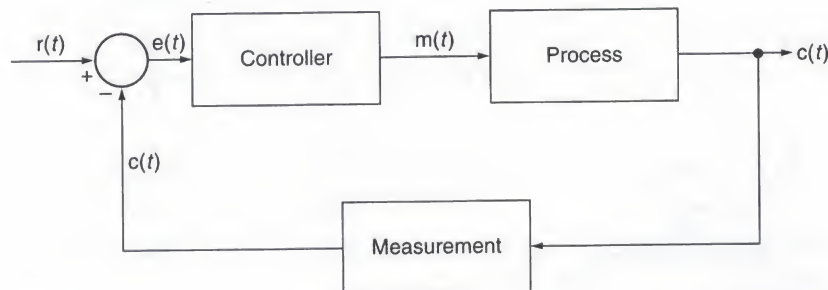 r(t)
+
−
e(t)
Controller
m(t)
Process
c(t)
c(t)
Measurement